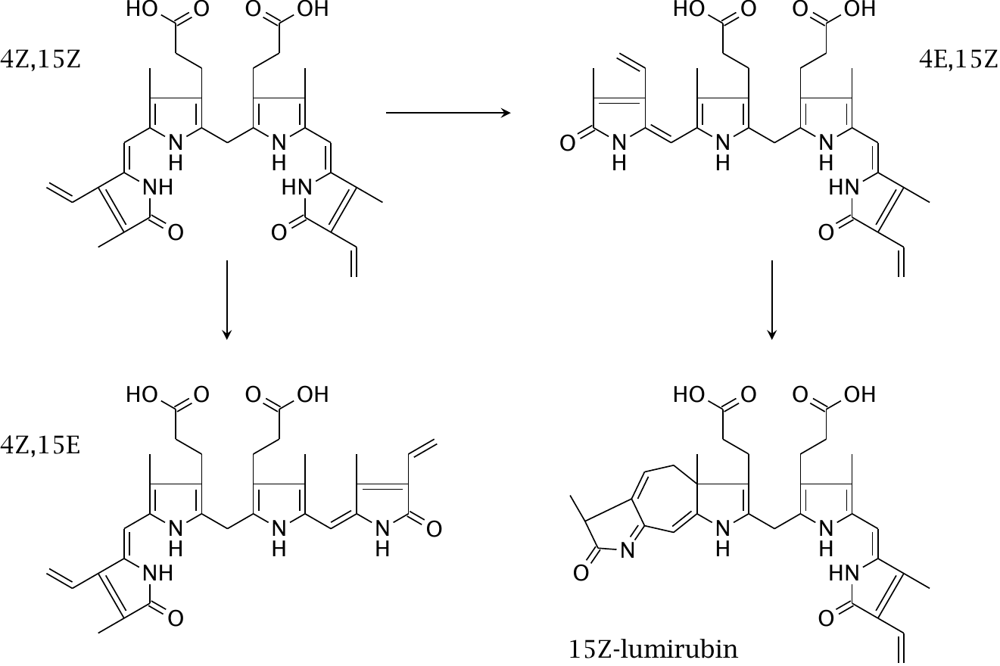 HO O O OH
4Z,15Z
N H N H
NH HN
O O
HO O O OH
4E,15Z
O N H N H N H
HN
O
HO O O OH
4Z,15E
N H N H N H O
NH
O
HO O O OH
O N N H N H
HN
O
15Z-lumirubin